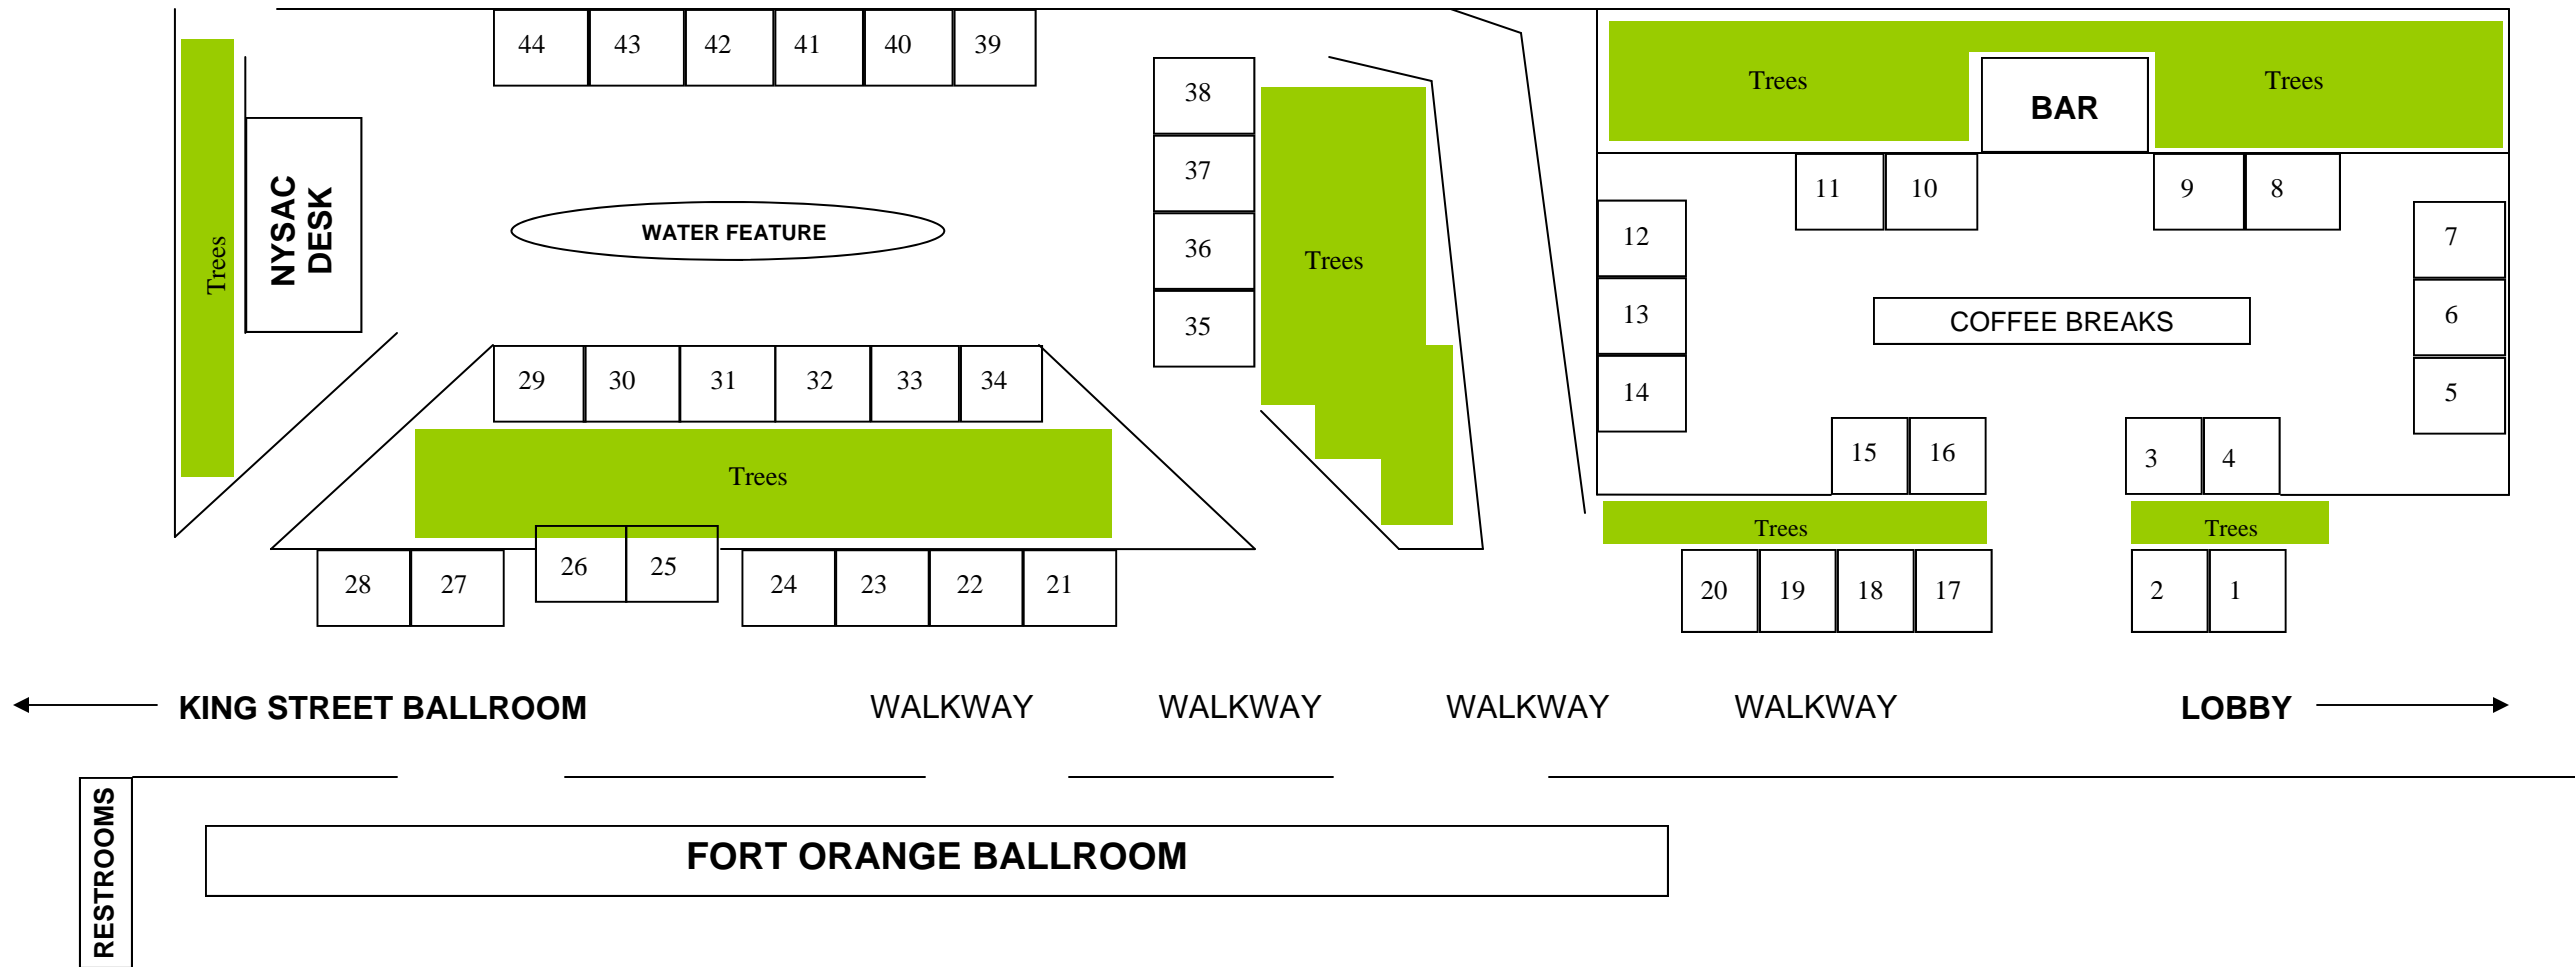 44 43 42 41 40 39
38
37
36
35
Trees
NYSAC
DESK
WATER FEATURE
Trees
29 30 31 32 33 34
Trees
28 27 26 25 24 23 22 21
Trees
BAR
Trees
11 10 9 8
12
13
14
7
6
5
COFFEE BREAKS
15 16 3 4
Trees
Trees
20 19 18 17 2 1
KING STREET BALLROOM WALKWAY WALKWAY WALKWAY WALKWAY LOBBY
RESTROOMS
FORT ORANGE BALLROOM